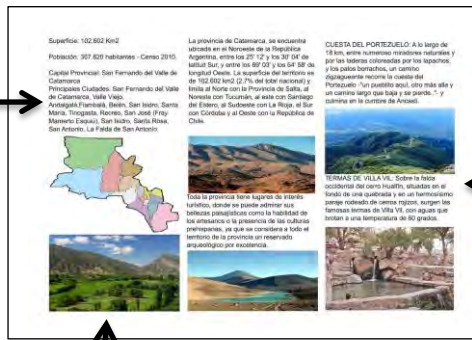 Superficie: 102.602 Km2
Población: 367.820 habitantes - Censo 2010.
Capital Provincial: San Fernando del Valle de
Catamarca
Principales Ciudades: San Fernando del Valle
de Catamarca, Valle Viejo,
Andalgalá, Fiambalá, Belén, San Isidro, Santa
María, Tinogasta, Recreo, San José (Fray
Mamerto Esquiú), San Isidro, Santa Rosa,
San Antonio, La Falda de San Antonio.
La provincia de Catamarca, se encuentra
ubicada en el Noroeste de la República
Argentina, entre los 25° 12' y los 30° 04' de
latitud Sur, y entre los 69° 03' y los 64° 58' de
longitud Oeste. La superficie del territorio es
de 102.602 km2 (2.7% del total nacional) y
limita al Norte con la Provincia de Salta, al
Noreste con Tucumán, al este con Santiago
del Estero, al Sudoeste con La Rioja, al Sur
con Córdoba y al Oeste con la República de
Chile.
Toda la provincia tiene lugares de interés
turístico, donde se puede admirar sus
bellezas paisajísticas como la habilidad de
los artesanos o la presencia de las culturas
prehispanas, ya que se considera a todo el
territorio de la provincia un reservado
arqueológico por excelencia.
CUESTA DEL PORTEZUELO: A lo largo de
18 km, entre numeroso miradores naturales y
por las laderas coloreadas por los lapachos,
y los palos borrachos, un camino
zigzagueante recorre la cuesta del
Portezuelo -"un pueblito aquí, otro más allá y
un camino largo que baja y se pierde.."- y
culmina en la cumbre de Ancasti.
TERMAS DE VILLA VIL: Sobre la falda
occidental del cerro Hualfin, situadas en el
fondo de una quebrada y en un hermosísimo
paraje rodeado de cerros rojizos, surgen las
famosas termas de Villa Vil, con aguas que
brotan a una temperatura de 60 grados.